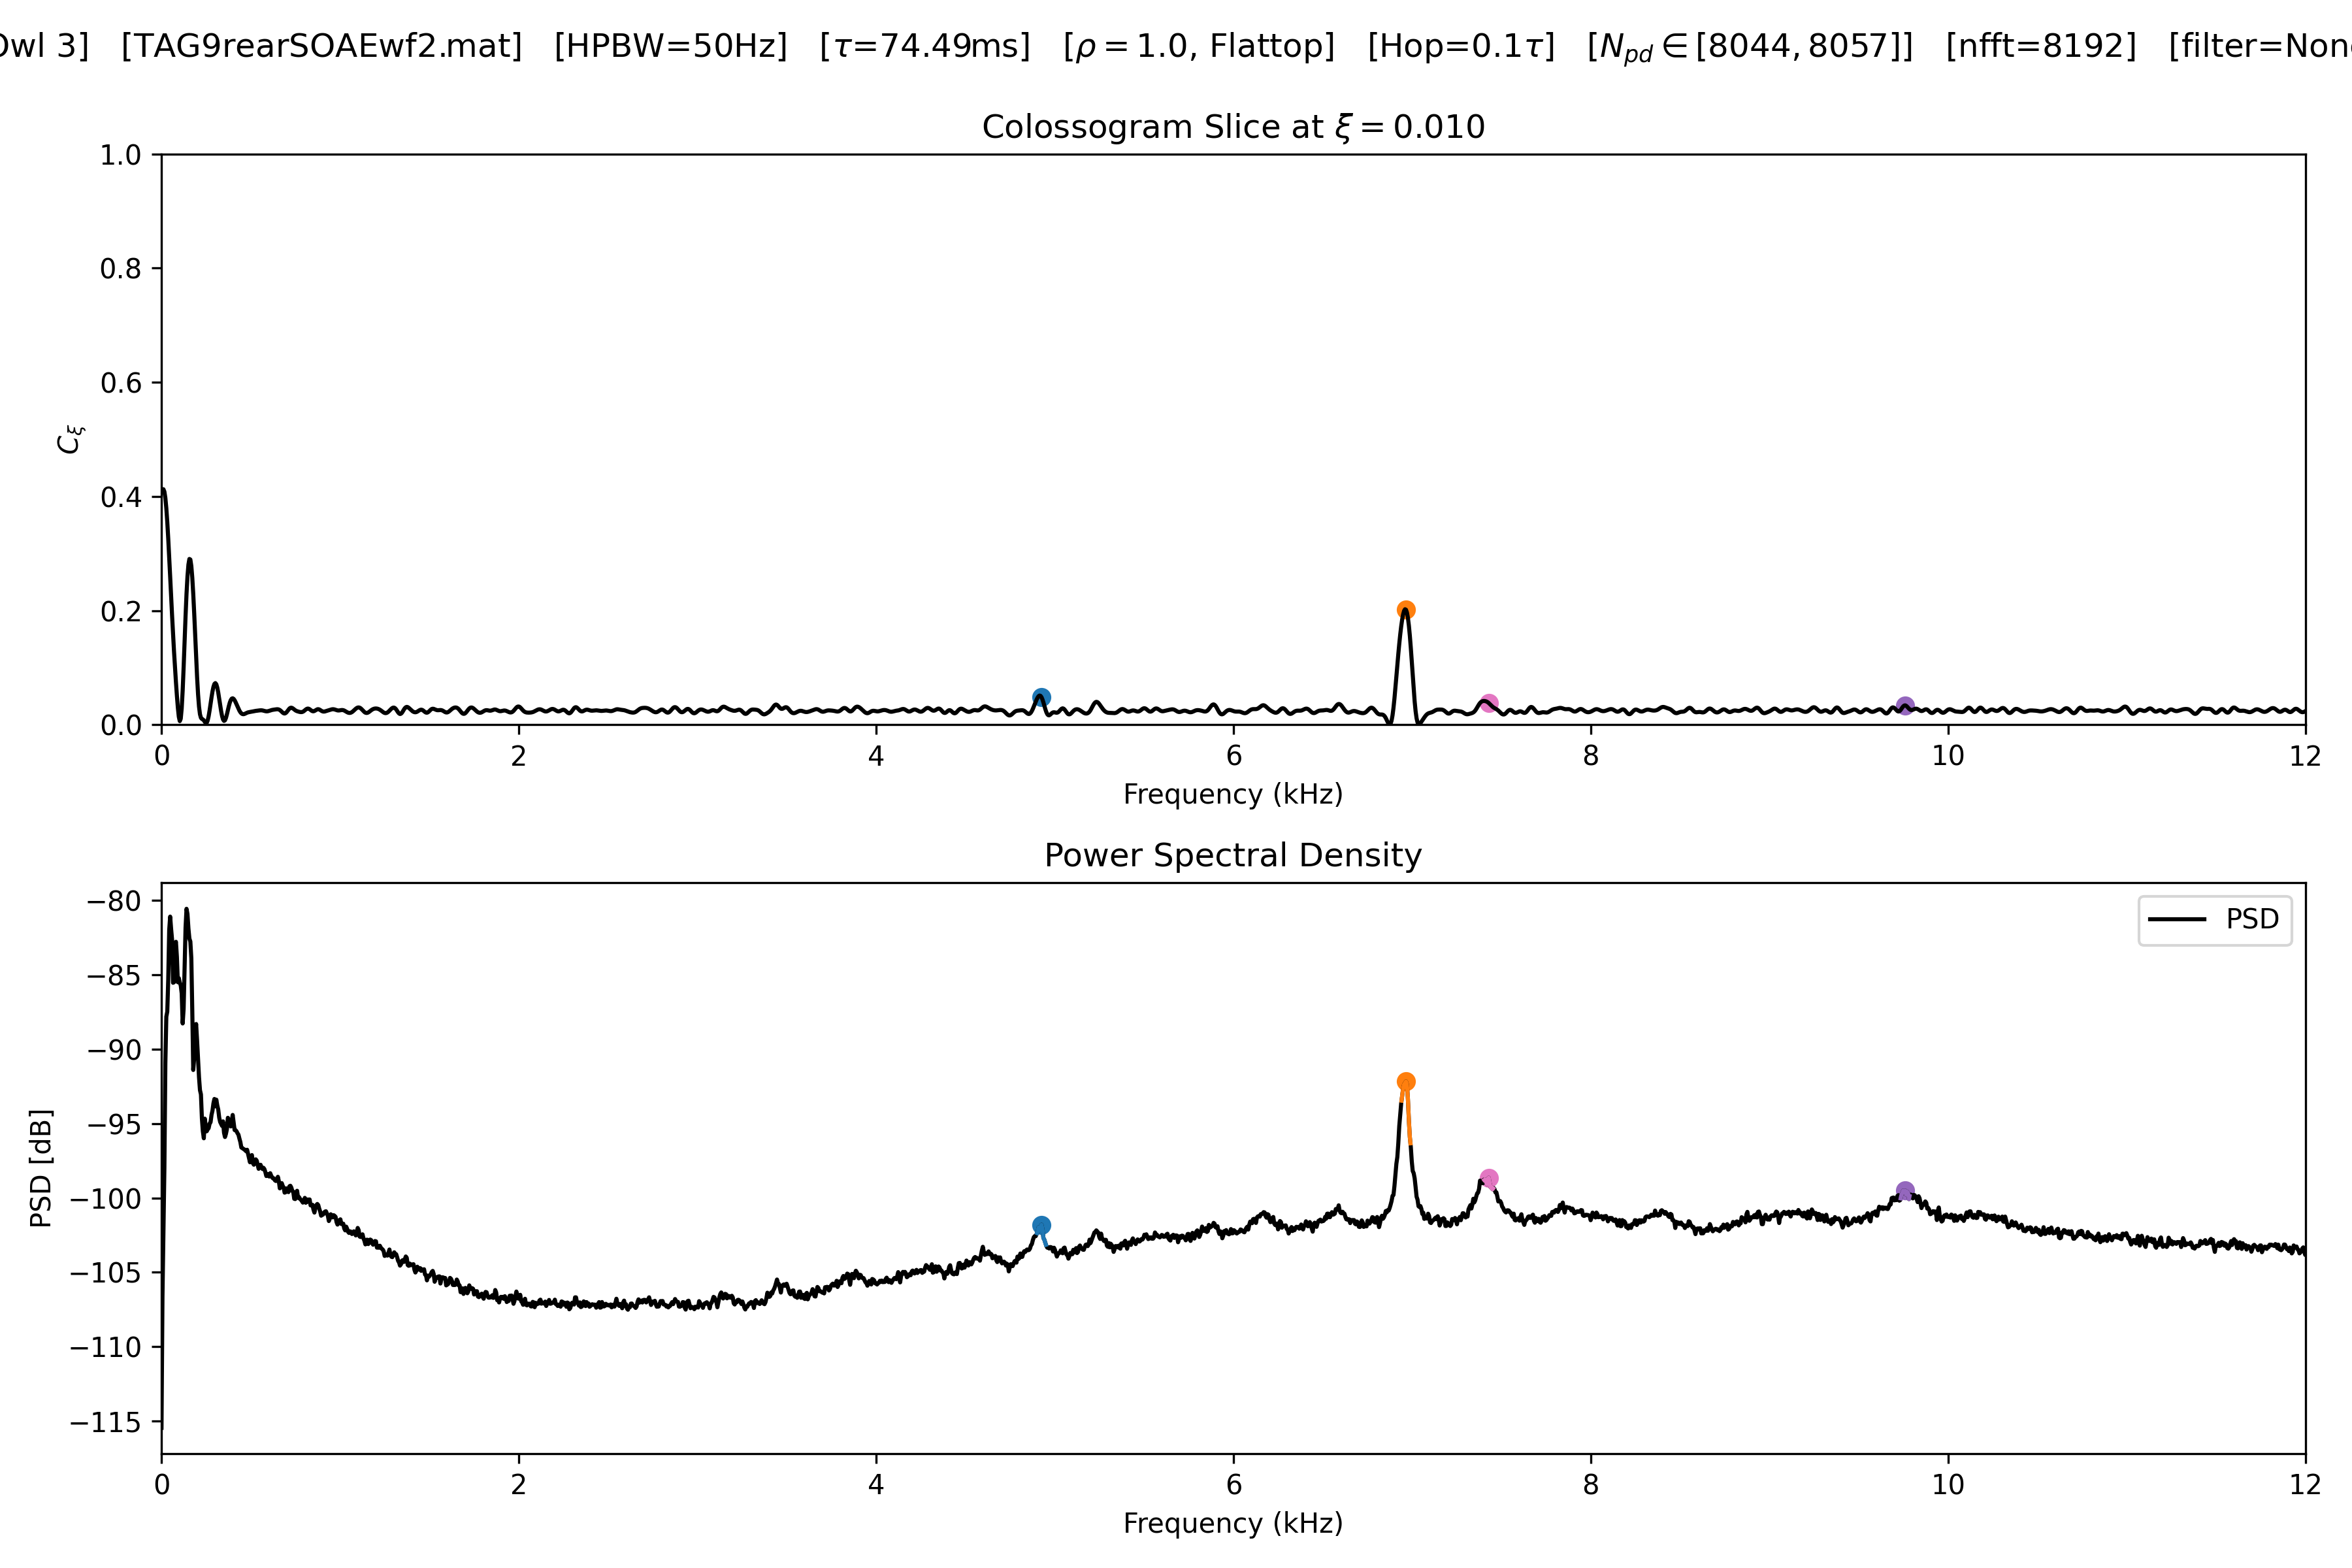 3] [TAG9rearSOAEwf2.mat] [HPBW=50Hz] [τ=74.49ms] [ρ = 1.0, Flattop] [Hop=0.1τ] [N_pd ∈ [8044, 8057]] [nfft=8192] [filter=Non
Colossogram Slice at ξ = 0.010
1.0
0.8
0.6
0.4
0.2
0.0
C_ξ
0 2 4 6 8 10 12
Frequency (kHz)
Power Spectral Density
PSD
−80
−85
−90
−95
−100
−105
−110
−115
PSD [dB]
0 2 4 6 8 10 12
Frequency (kHz)